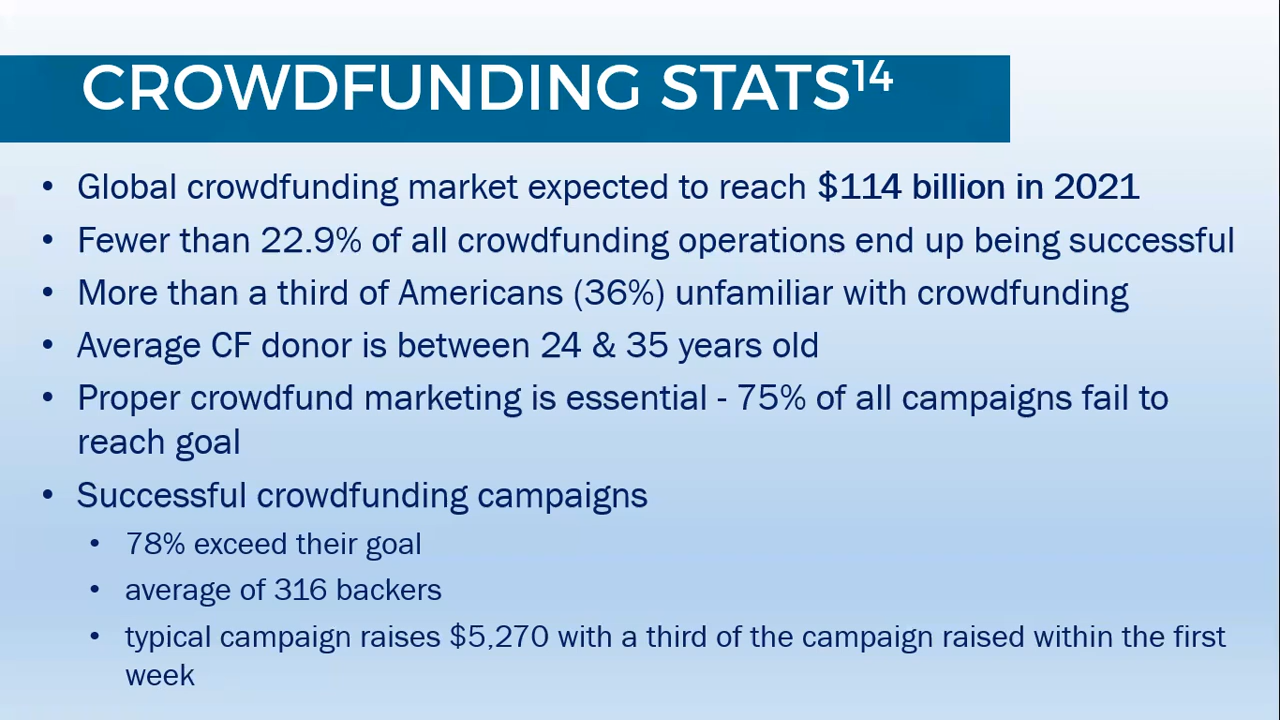 CROWDFUNDING STATS14
• Global crowdfunding market expected to reach $114 billion in 2021
• Fewer than 22.9% of all crowdfunding operations end up being successful
• More than a third of Americans (36%) unfamiliar with crowdfunding
• Average CF donor is between 24 & 35 years old
• Proper crowdfund marketing is essential - 75% of all campaigns fail to
reach goal
• Successful crowdfunding campaigns
• 78% exceed their goal
• average of 316 backers
• typical campaign raises $5,270 with a third of the campaign raised within the first
week